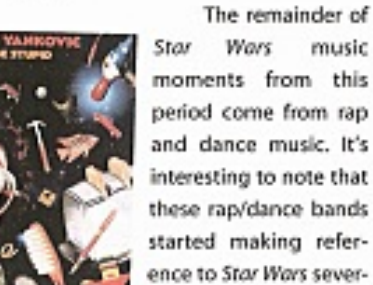 YANKOVIC
E STUPID
The remainder of
Star Wars music
moments from this
period come from rap
and dance music. It's
interesting to note that
these rap/dance bands
started making refer-
ence to Star Wars sever-